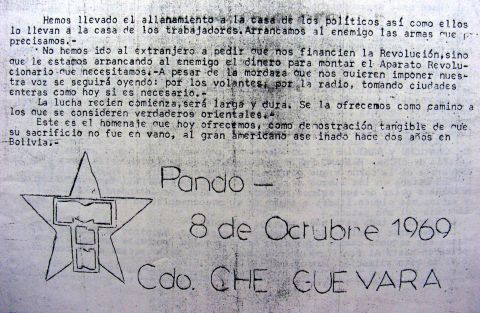 Hemos llevado el allanamiento a la casa de los políticos así como ellos
lo llevan a la casa de los trabajadores.Arrancamos al enemigo las armas que
precisamos.-
No hemos ido al extranjero a pedir que nos financien la Revolución,sino
que le estamos arrancando al enemigo el dinero para montar el Aparato Revolu-
cionario que necesitamos.-A pesar de la mordaza que nos quieren imponer nues-
tra voz se seguirá oyendo: por los volantes, por la radio, tomando ciudades
enteras como hoy si es necesario.-
La lucha recien comienza,será larga y dura. Se la ofrecemos como camino a
los que se consideren verdaderos orientales.-
Este es el homenaje que hoy ofrecemos, como demostración tangible de que
su sacrificio no fue en vano, al gran americano asesinado hace dos años en
Bolivia.-
Pando -
8 de Octubre 1969
Cdo. CHE GUEVARA
T